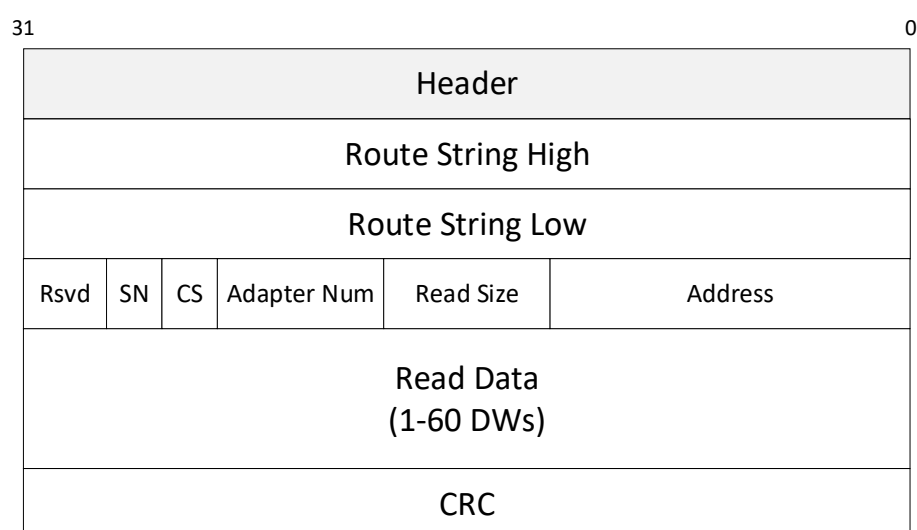 31 0
Header
Route String High
Route String Low
Rsvd SN CS Adapter Num Read Size Address
Read Data
(1-60 DWs)
CRC